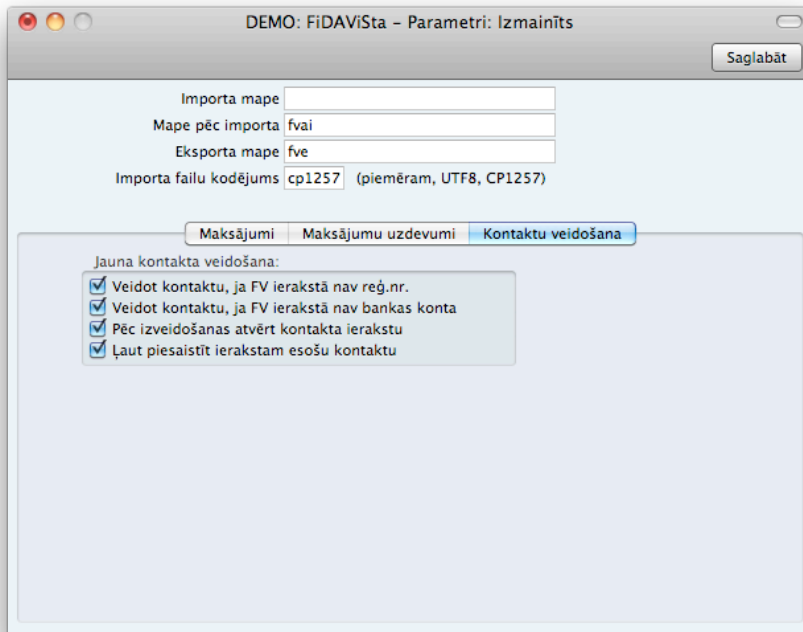 DEMO: FiDAViSta – Parametri: Izmainīts
Saglabāt
Importa mape
Mape pēc importa fvai
Eksporta mape fve
Importa failu kodējums cp1257 (piemēram, UTF8, CP1257)
Maksājumi Maksājumu uzdevumi Kontaktu veidošana
Jauna kontakta veidošana:
Veidot kontaktu, ja FV ierakstā nav reģ.nr.
Veidot kontaktu, ja FV ierakstā nav bankas konta
Pēc izveidošanas atvērt kontakta ierakstu
Ļaut piesaistīt ierakstam esošu kontaktu